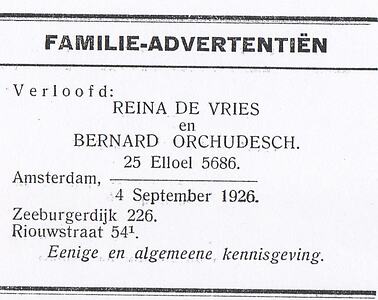 FAMILIE-ADVERTENTIËN
Verloofd:
REINA DE VRIES
en
BERNARD ORCHUDESCH.
25 Elloel 5686.
Amsterdam,
4 September 1926.
Zeeburgerdijk 226.
Riouwstraat 54¹.
Eenige en algemeene kennisgeving.